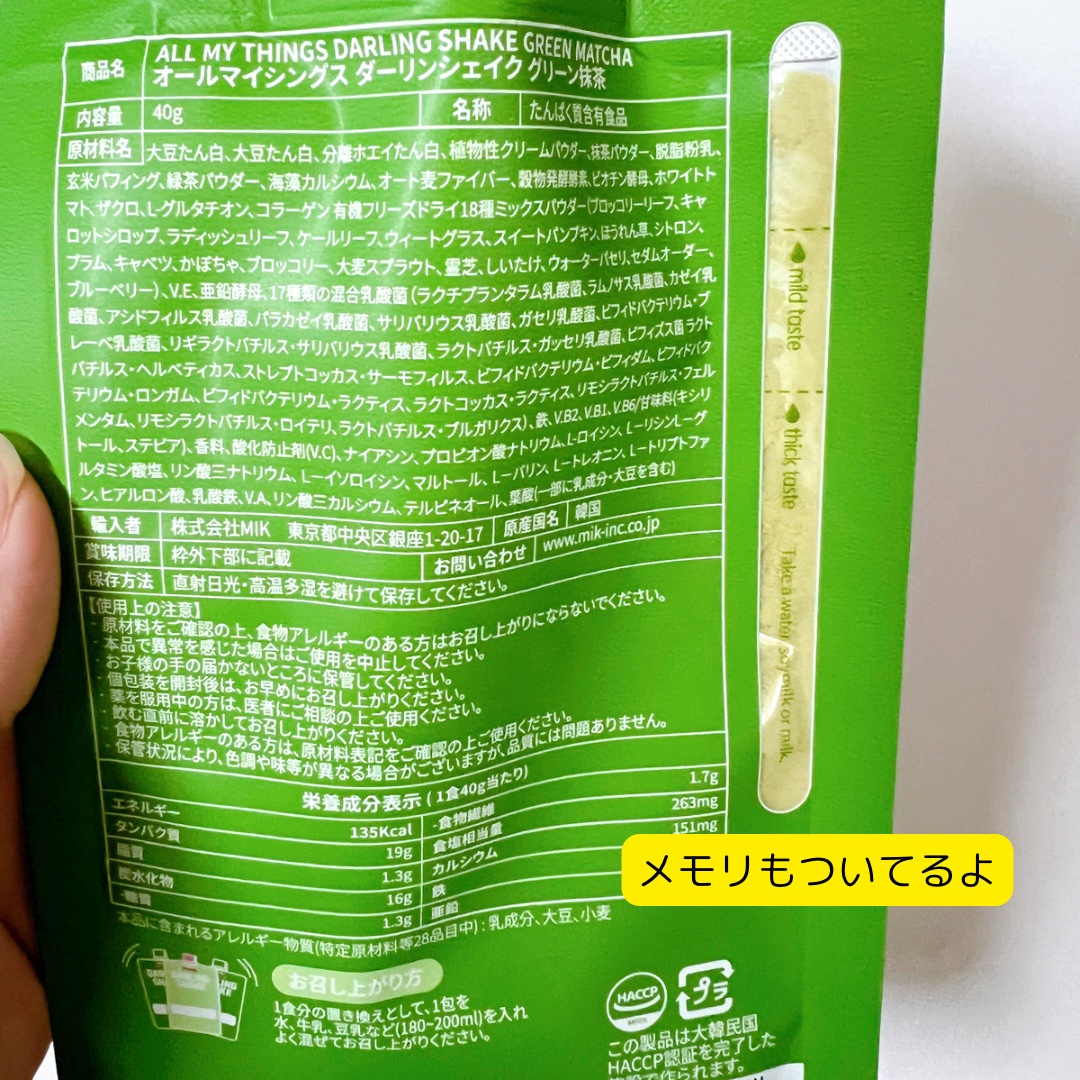 商品名
ALL MY THINGS DARLING SHAKE GREEN MATCHA
オールマイシングス ダーリンシェイク グリーン抹茶
内容量 40g 名称 たんぱく質含有食品
原材料名 大豆たん白、大豆たん白、分離ホエイたん白、植物性クリームパウダー、抹茶パウダー、脱脂粉乳、
玄米パフィング、緑茶パウダー、海藻カルシウム、オート麦ファイバー、穀物発酵酵素、ビオチン酵母、ホワイトト
マト、ザクロ、L-グルタチオン、コラーゲン 有機フリーズドライ18種ミックスパウダー(ブロッコリーリーフ、キャ
ロットシロップ、ラディッシュリーフ、ケールリーフ、ウィートグラス、スイートパンプキン、ほうれん草、シトロン、
プラム、キャベツ、かぼちゃ、ブロッコリー、大麦スプラウト、霊芝、しいたけ、ウォーターパセリ、セダムオーダー、
ブルーベリー)、V.E、亜鉛酵母、17種類の混合乳酸菌(ラクチプランタラム乳酸菌、ラムノサス乳酸菌、カゼイ乳
酸菌、アシドフィルス乳酸菌、パラカゼイ乳酸菌、サリバリウス乳酸菌、ガセリ乳酸菌、ビフィドバクテリウム・ブ
レーベ乳酸菌、リギラクトバチルス・サリバリウス乳酸菌、ラクトバチルス・ガッセリ乳酸菌、ビフィズス菌 ラクト
バチルス・ヘルベティカス、ストレプトコッカス・サーモフィルス、ビフィドバクテリウム・ビフィダム、ビフィドバク
テリウム・ロンガム、ビフィドバクテリウム・ラクティス、ラクトコッカス・ラクティス、リモシラクトバチルス・フェル
メンタム、リモシラクトバチルス・ロイテリ、ラクトバチルス・ブルガリクス)、鉄、V.B2、V.B1、V.B6/甘味料(キシリ
トール、ステビア)、香料、酸化防止剤(V.C)、ナイアシン、プロピオン酸ナトリウム、L-ロイシン、L-リシンL-ーグ
ルタミン酸塩、リン酸三ナトリウム、L-イソロイシン、マルトール、L-バリン、L-トレオニン、L-トリプトファ
ン、ヒアルロン酸、乳酸鉄、V.A、リン酸三カルシウム、テルピネオール、葉酸(一部に乳成分・大豆を含む)
輸入者 株式会社MIK 東京都中央区銀座1-20-17 原産国名 韓国
賞味期限 枠外下部に記載 お問い合わせ www.mik-inc.co.jp
保存方法 直射日光・高温多湿を避けて保存してください。
【使用上の注意】
・原材料をご確認の上、食物アレルギーのある方はお召し上がりにならないでください。
・本品で異常を感じた場合はご使用を中止してください。
・お子様の手の届かないところに保管してください。
・個包装を開封後は、お早めにお召し上がりください。
・薬を服用中の方は、医者にご相談の上ご使用ください。
・飲む直前に溶かしてお召し上がりください。
・食物アレルギーのある方は、原材料表記をご確認の上ご使用ください。
・保管状況により、色調や味等が異なる場合がございますが、品質には問題ありません。
栄養成分表示(1食40g当たり)
エネルギー 135Kcal
タンパク質 19g
脂質 1.3g
炭水化物 16g
-糖質 1.3g
-食物繊維 1.7g
食塩相当量 263mg
カルシウム 151mg
鉄
亜鉛
本品に含まれるアレルギー物質(特定原材料等28品目中):乳成分、大豆、小麦
お召し上がり方
1食分の置き換えとして、1包を
水、牛乳、豆乳など(180~200ml)を入れ
よく混ぜてお召し上がりください。
HACCP
プラ
この製品は大韓民国
HACCP認証を完了した
施設で作られます。
mild taste
thick taste
Take a water, soymilk or milk.
メモリもついてるよ